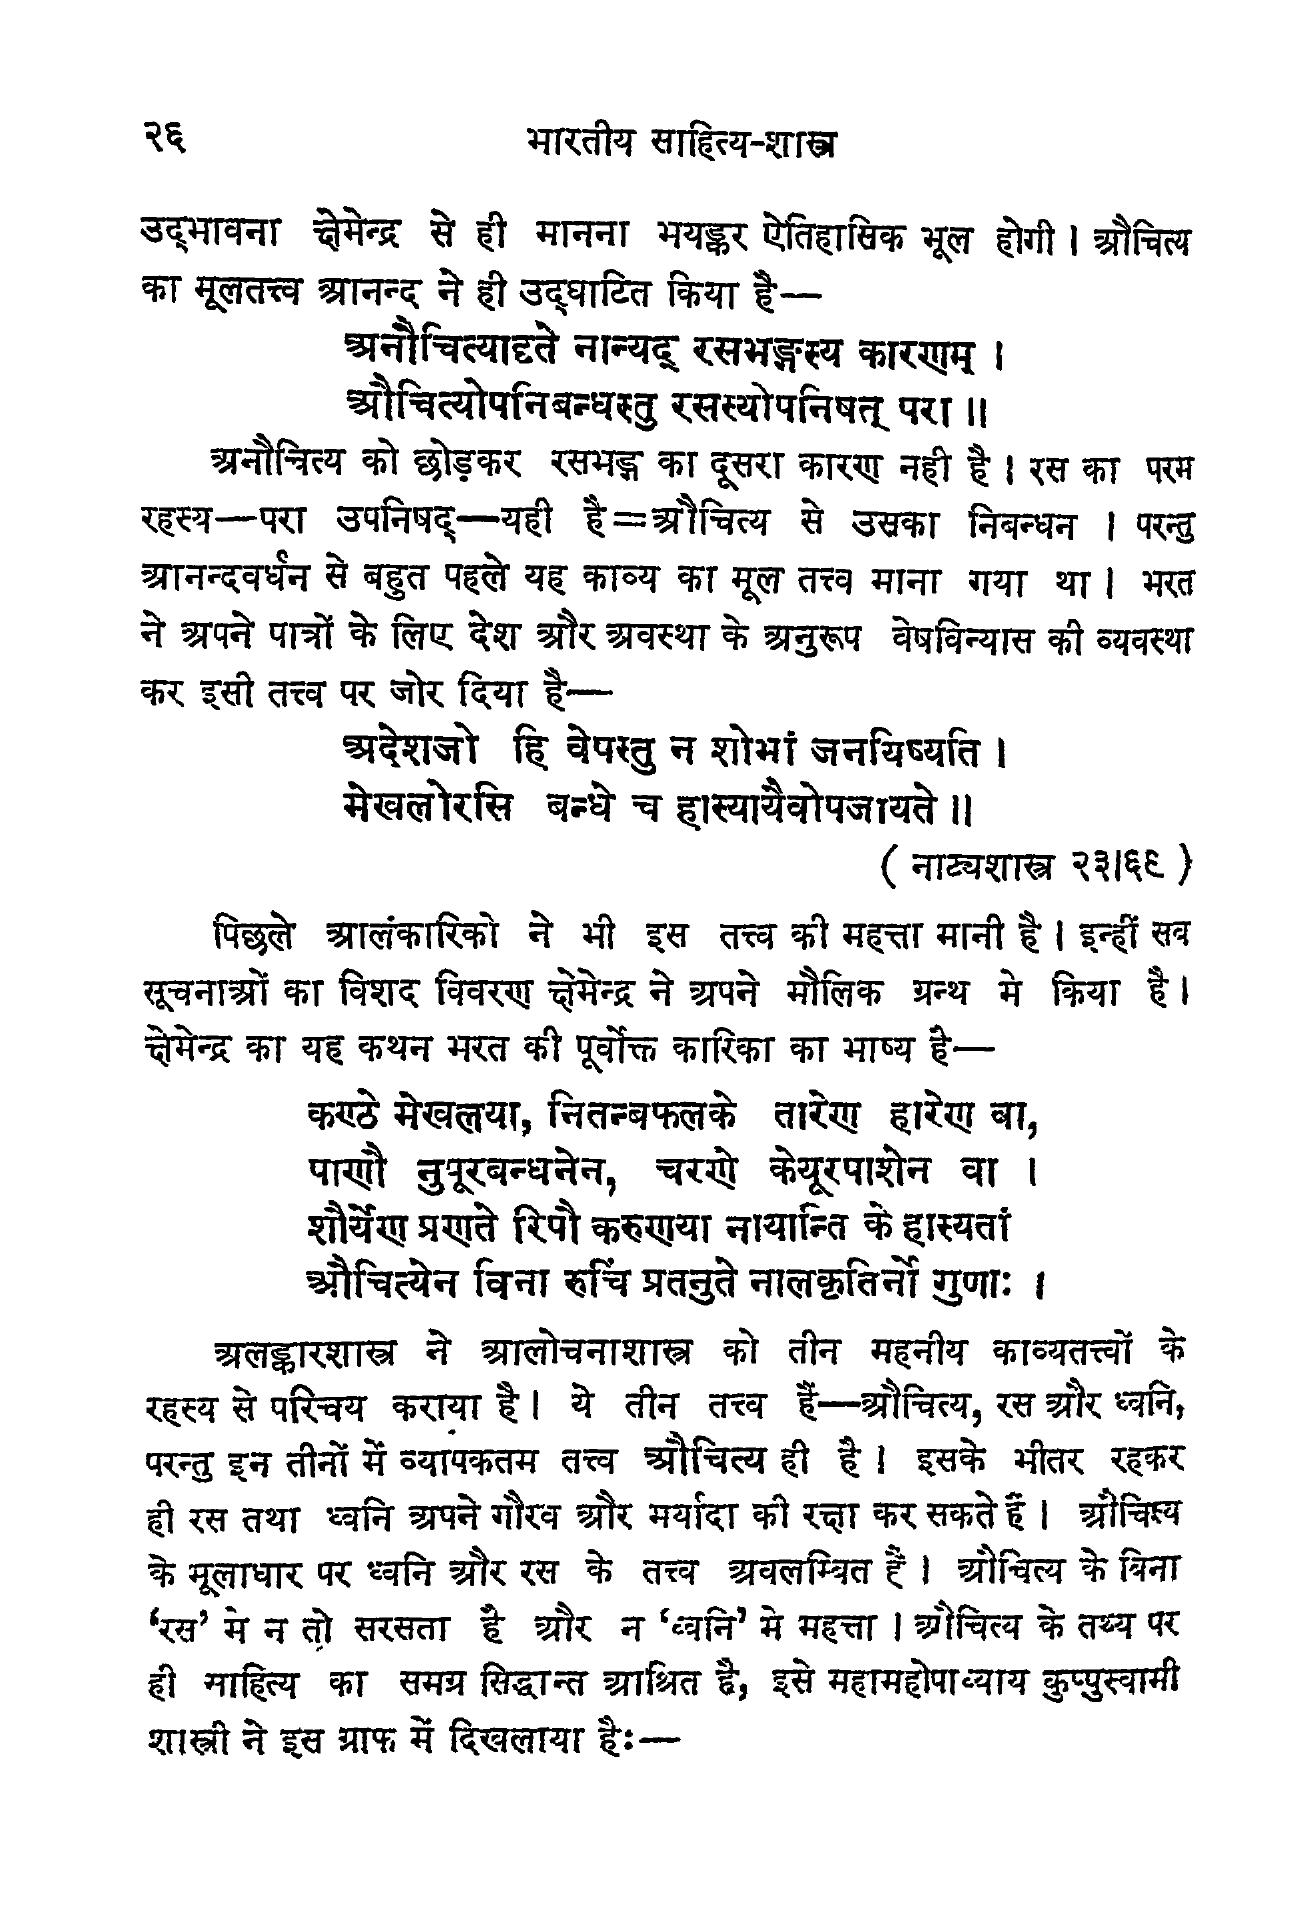 २६
भारतीय साहित्य-शास्त्र
उद्भावना क्षेमेन्द्र से ही मानना भयङ्कर ऐतिहासिक भूल होगी । औचित्य
का मूलतत्त्व आनन्द ने ही उद्घाटित किया है—
अनौचित्यादृते नान्यद् रसभङ्गस्य कारणम् ।
औचित्योपनिबन्धस्तु रसस्योपनिषत् परा ॥
अनौचित्य को छोड़कर रसभङ्ग का दूसरा कारण नही है । रस का परम
रहस्य—परा उपनिषद्—यही है=औचित्य से उसका निबन्धन । परन्तु
आनन्दवर्धन से बहुत पहले यह काव्य का मूल तत्त्व माना गया था । भरत
ने अपने पात्रों के लिए देश और अवस्था के अनुरूप वेषविन्यास की व्यवस्था
कर इसी तत्त्व पर जोर दिया है—
अदेशजो हि वेपस्तु न शोभां जनयिष्यति ।
मेखलोरसि बन्धे च हास्यायैवोपजायते ॥
( नाट्यशास्त्र २३।६९ )
पिछले आलंकारिको ने भी इस तत्त्व की महत्ता मानी है । इन्हीं सव
सूचनाओं का विशद विवरण क्षेमेन्द्र ने अपने मौलिक ग्रन्थ मे किया है ।
क्षेमेन्द्र का यह कथन भरत की पूर्वोक्त कारिका का भाष्य है—
कण्ठे मेखलया, नितन्बफलके तारेण हारेण वा,
पाणौ नुपूरबन्धनेन, चरणे केयूरपाशेन वा ।
शौर्येण प्रणते रिपौ करुणया नायान्ति के हास्यतां
औचित्येन विना रुचिं प्रतनुते नालकृतिर्नो गुणाः ।
अलङ्कारशास्त्र ने आलोचनाशास्त्र को तीन महनीय काव्यतत्त्वों के
रहस्य से परिचय कराया है । ये तीन तत्त्व हैं—औचित्य, रस और ध्वनि,
परन्तु इन तीनों में व्यापकतम तत्त्व औचित्य ही है । इसके भीतर रहकर
ही रस तथा ध्वनि अपने गौरव और मर्यादा की रक्षा कर सकते हैं । औचित्य
के मूलाधार पर ध्वनि और रस के तत्त्व अवलम्बित हैं । औचित्य के विना
‘रस’ मे न तो सरसता है और न ‘ध्वनि’ मे महत्ता । औचित्य के तथ्य पर
ही साहित्य का समग्र सिद्धान्त आश्रित है, इसे महामहोपाध्याय कुप्पुस्वामी
शास्त्री ने इस ग्राफ में दिखलाया है:—